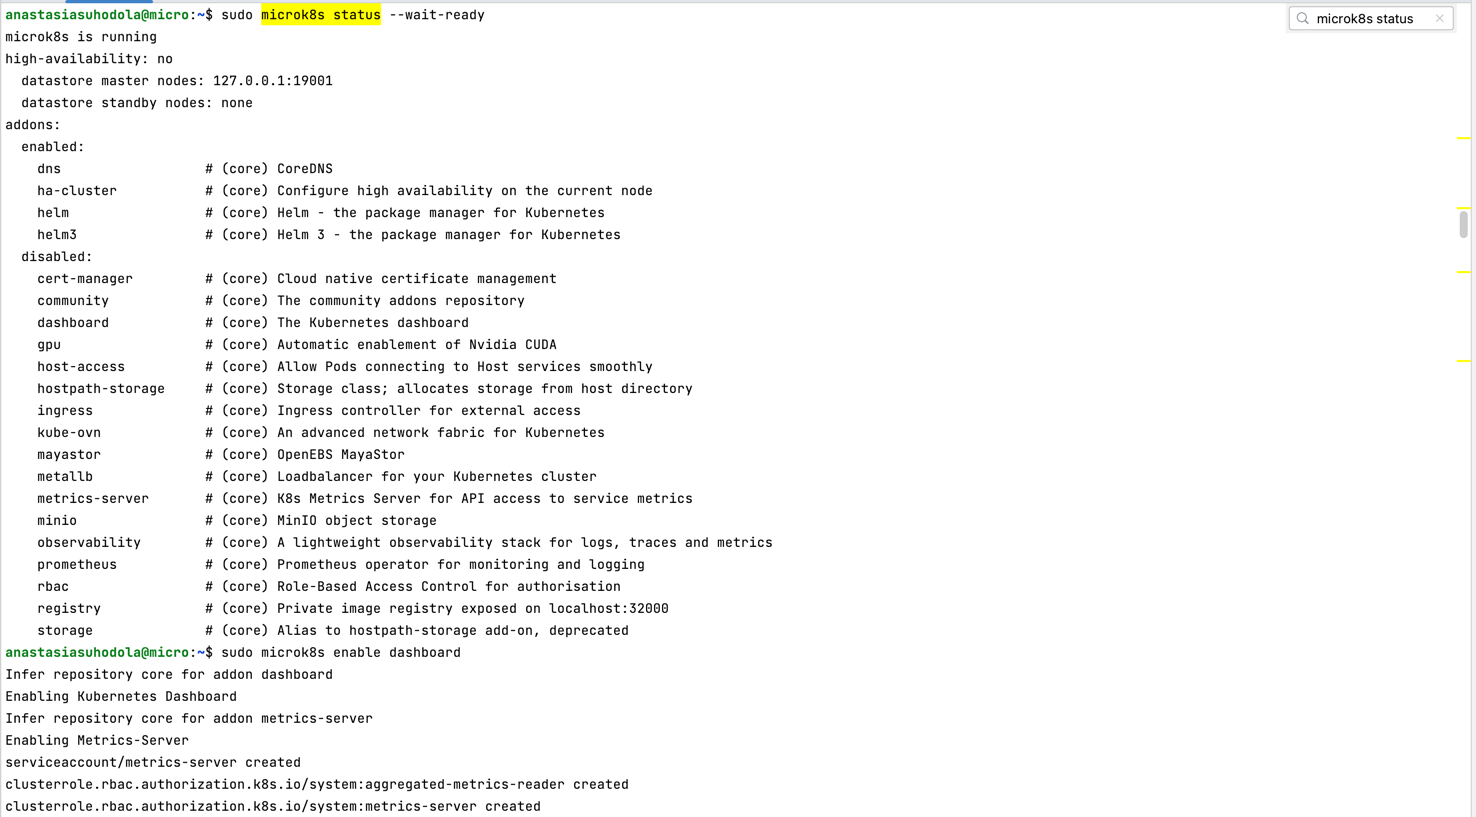 anastasiasuhodola@micro:~$ sudo microk8s status --wait-ready
microk8s status
microk8s is running
high-availability: no
  datastore master nodes: 127.0.0.1:19001
  datastore standby nodes: none
addons:
  enabled:
    dns                  # (core) CoreDNS
    ha-cluster           # (core) Configure high availability on the current node
    helm                 # (core) Helm - the package manager for Kubernetes
    helm3                # (core) Helm 3 - the package manager for Kubernetes
  disabled:
    cert-manager         # (core) Cloud native certificate management
    community            # (core) The community addons repository
    dashboard            # (core) The Kubernetes dashboard
    gpu                  # (core) Automatic enablement of Nvidia CUDA
    host-access          # (core) Allow Pods connecting to Host services smoothly
    hostpath-storage     # (core) Storage class; allocates storage from host directory
    ingress              # (core) Ingress controller for external access
    kube-ovn             # (core) An advanced network fabric for Kubernetes
    mayastor             # (core) OpenEBS MayaStor
    metallb              # (core) Loadbalancer for your Kubernetes cluster
    metrics-server       # (core) K8s Metrics Server for API access to service metrics
    minio                # (core) MinIO object storage
    observability        # (core) A lightweight observability stack for logs, traces and metrics
    prometheus           # (core) Prometheus operator for monitoring and logging
    rbac                 # (core) Role-Based Access Control for authorisation
    registry             # (core) Private image registry exposed on localhost:32000
    storage              # (core) Alias to hostpath-storage add-on, deprecated
anastasiasuhodola@micro:~$ sudo microk8s enable dashboard
Infer repository core for addon dashboard
Enabling Kubernetes Dashboard
Infer repository core for addon metrics-server
Enabling Metrics-Server
serviceaccount/metrics-server created
clusterrole.rbac.authorization.k8s.io/system:aggregated-metrics-reader created
clusterrole.rbac.authorization.k8s.io/system:metrics-server created